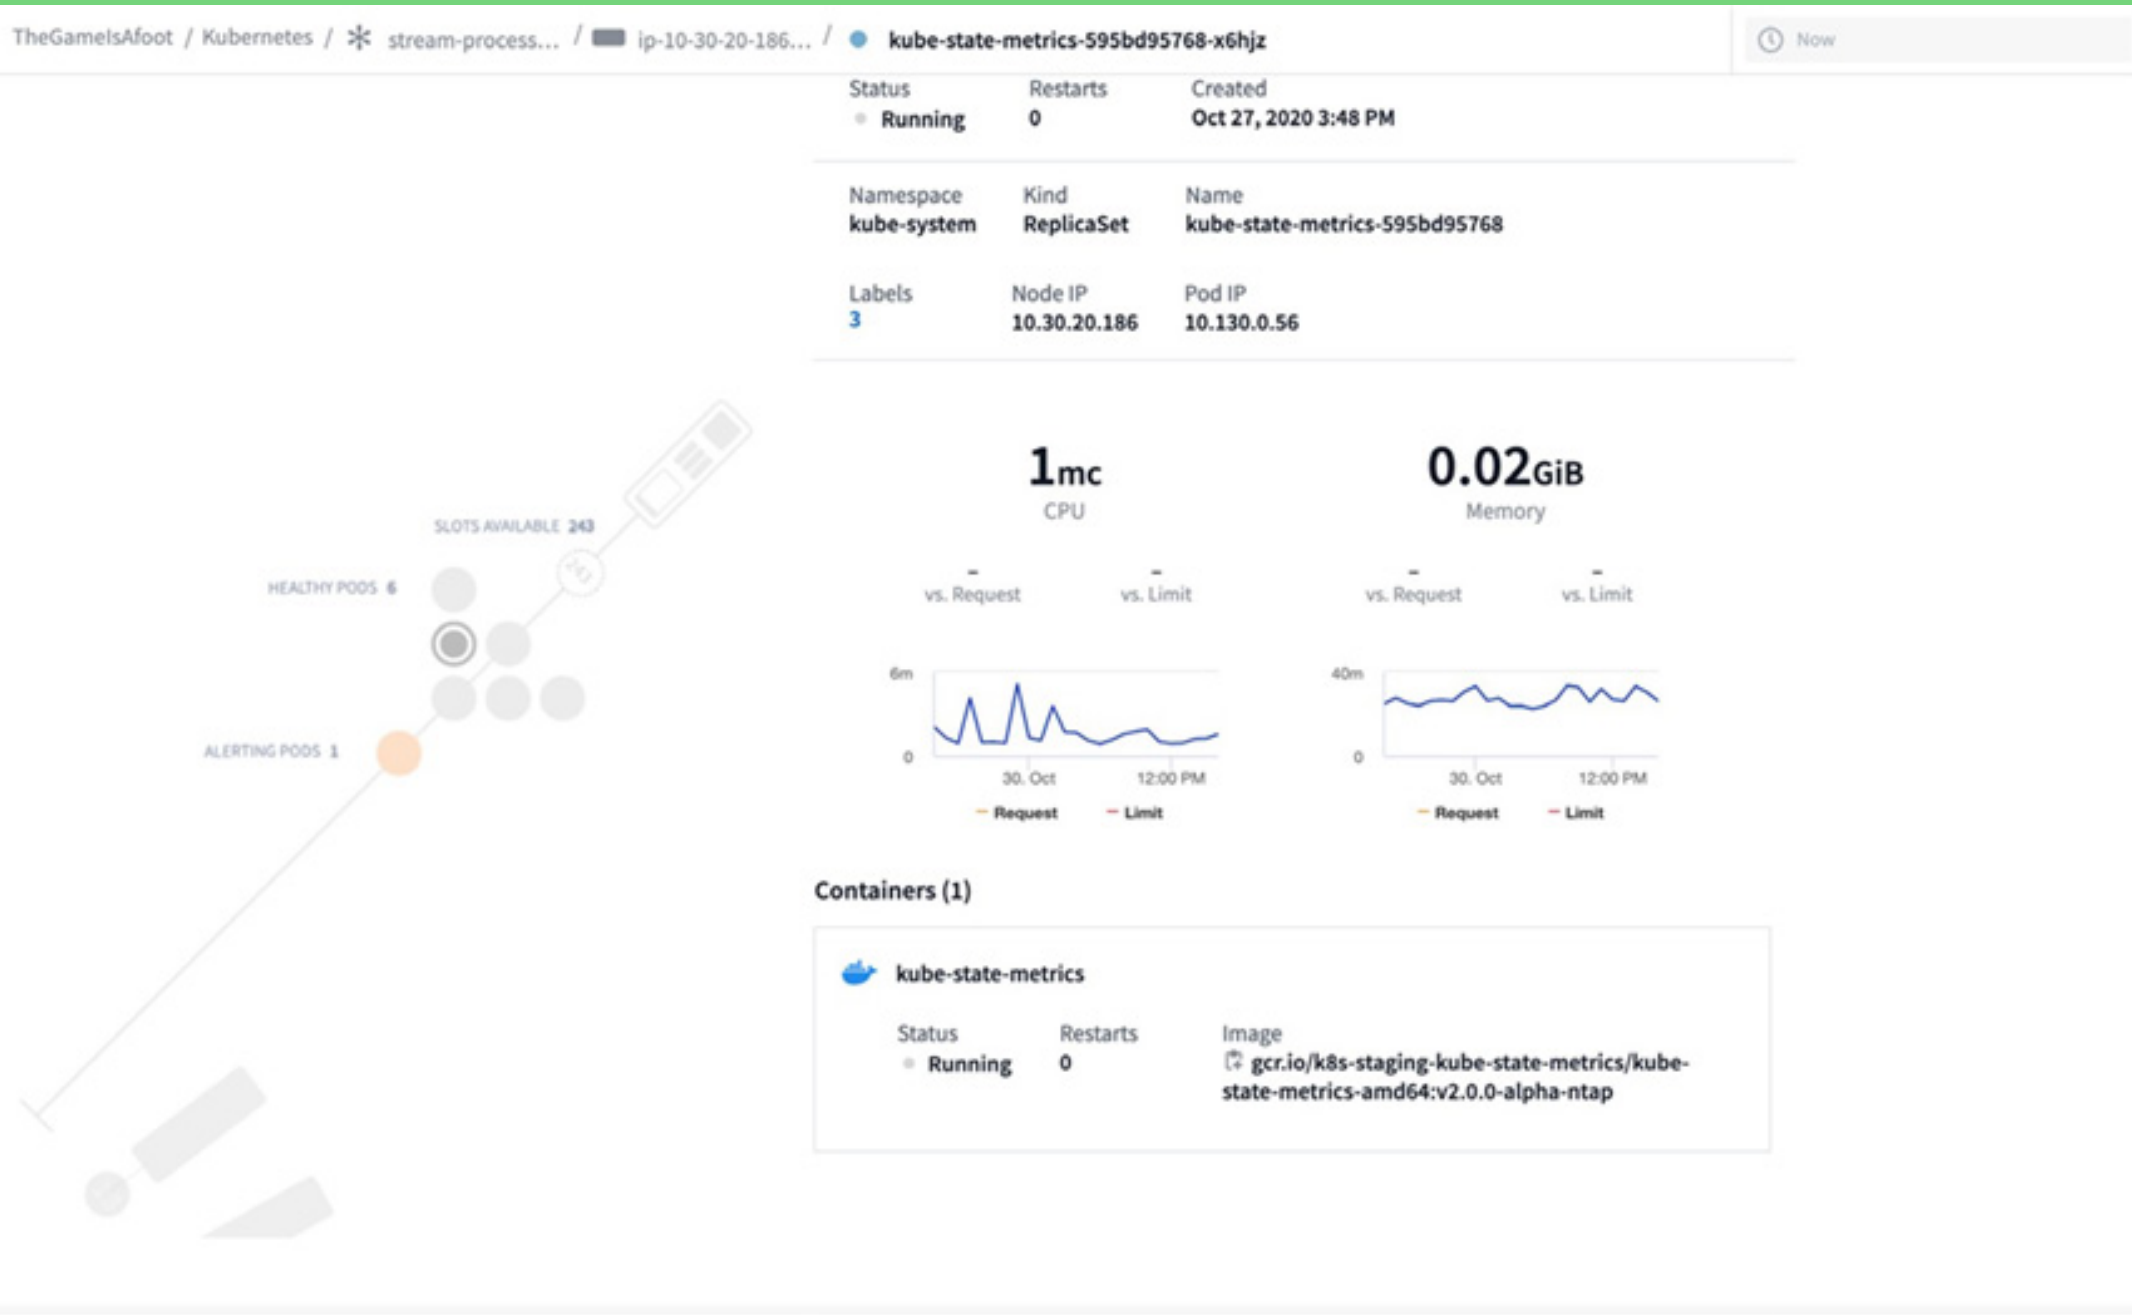 TheGameIsAfoot / Kubernetes / stream-process... / ip-10-30-20-186... / kube-state-metrics-595bd95768-x6hjz
Now
Status Restarts Created
Running 0 Oct 27, 2020 3:48 PM
Namespace Kind Name
kube-system ReplicaSet kube-state-metrics-595bd95768
Labels Node IP Pod IP
3 10.30.20.186 10.130.0.56
SLOTS AVAILABLE 243
243
HEALTHY PODS 6
ALERTING PODS 1
1mc 0.02GiB
CPU Memory
- - - -
vs. Request vs. Limit vs. Request vs. Limit
6m 40m
0 0
30. Oct 12:00 PM 30. Oct 12:00 PM
Request Limit Request Limit
Containers (1)
kube-state-metrics
Status Restarts Image
Running 0 gcr.io/k8s-staging-kube-state-metrics/kube-
state-metrics-amd64:v2.0.0-alpha-ntap